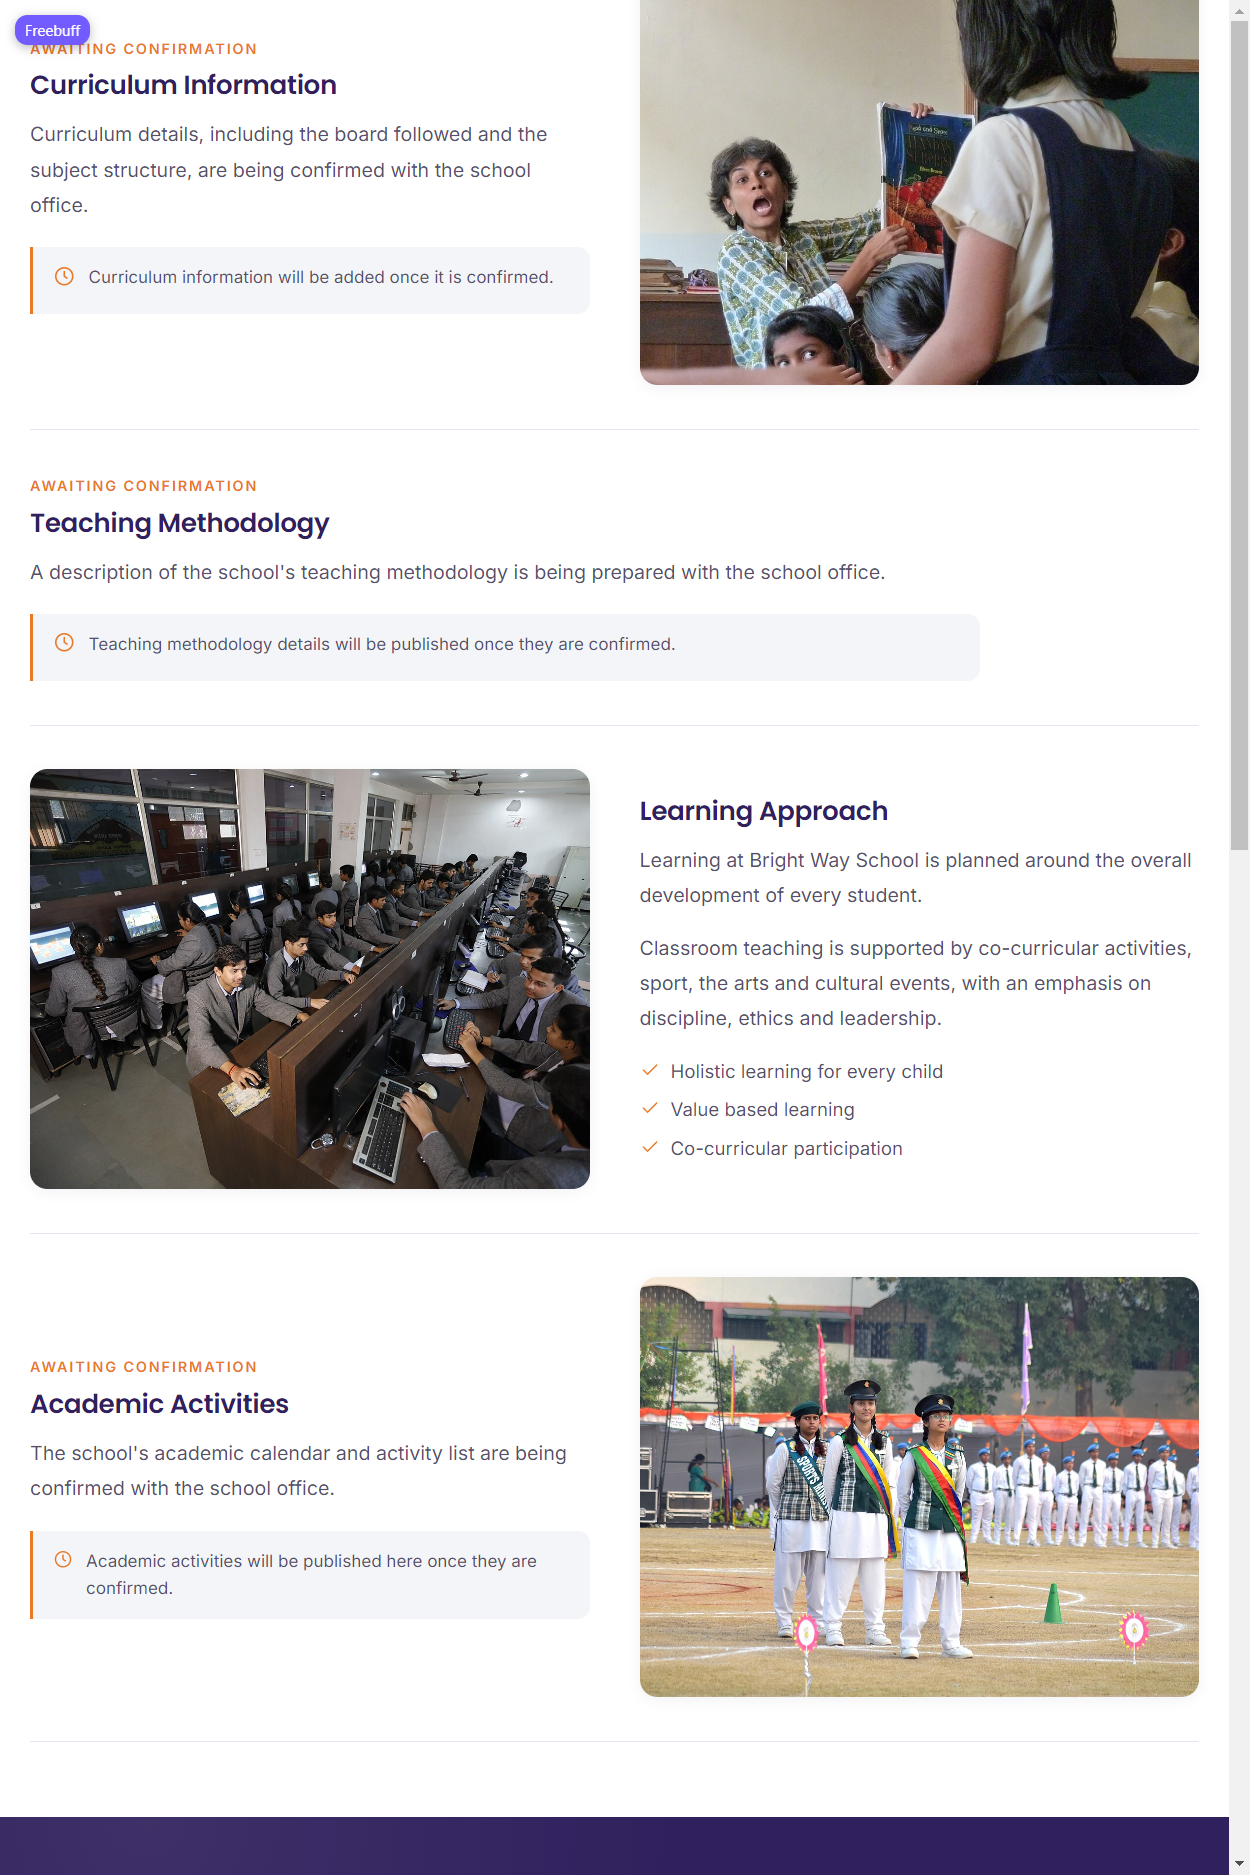 Freebuff
AWAITING CONFIRMATION
Curriculum Information
Curriculum details, including the board followed and the
subject structure, are being confirmed with the school
office.
Curriculum information will be added once it is confirmed.
AWAITING CONFIRMATION
Teaching Methodology
A description of the school's teaching methodology is being prepared with the school office.
Teaching methodology details will be published once they are confirmed.
Learning Approach
Learning at Bright Way School is planned around the overall
development of every student.
Classroom teaching is supported by co-curricular activities,
sport, the arts and cultural events, with an emphasis on
discipline, ethics and leadership.
Holistic learning for every child
Value based learning
Co-curricular participation
AWAITING CONFIRMATION
Academic Activities
The school's academic calendar and activity list are being
confirmed with the school office.
Academic activities will be published here once they are
confirmed.
SPORTS